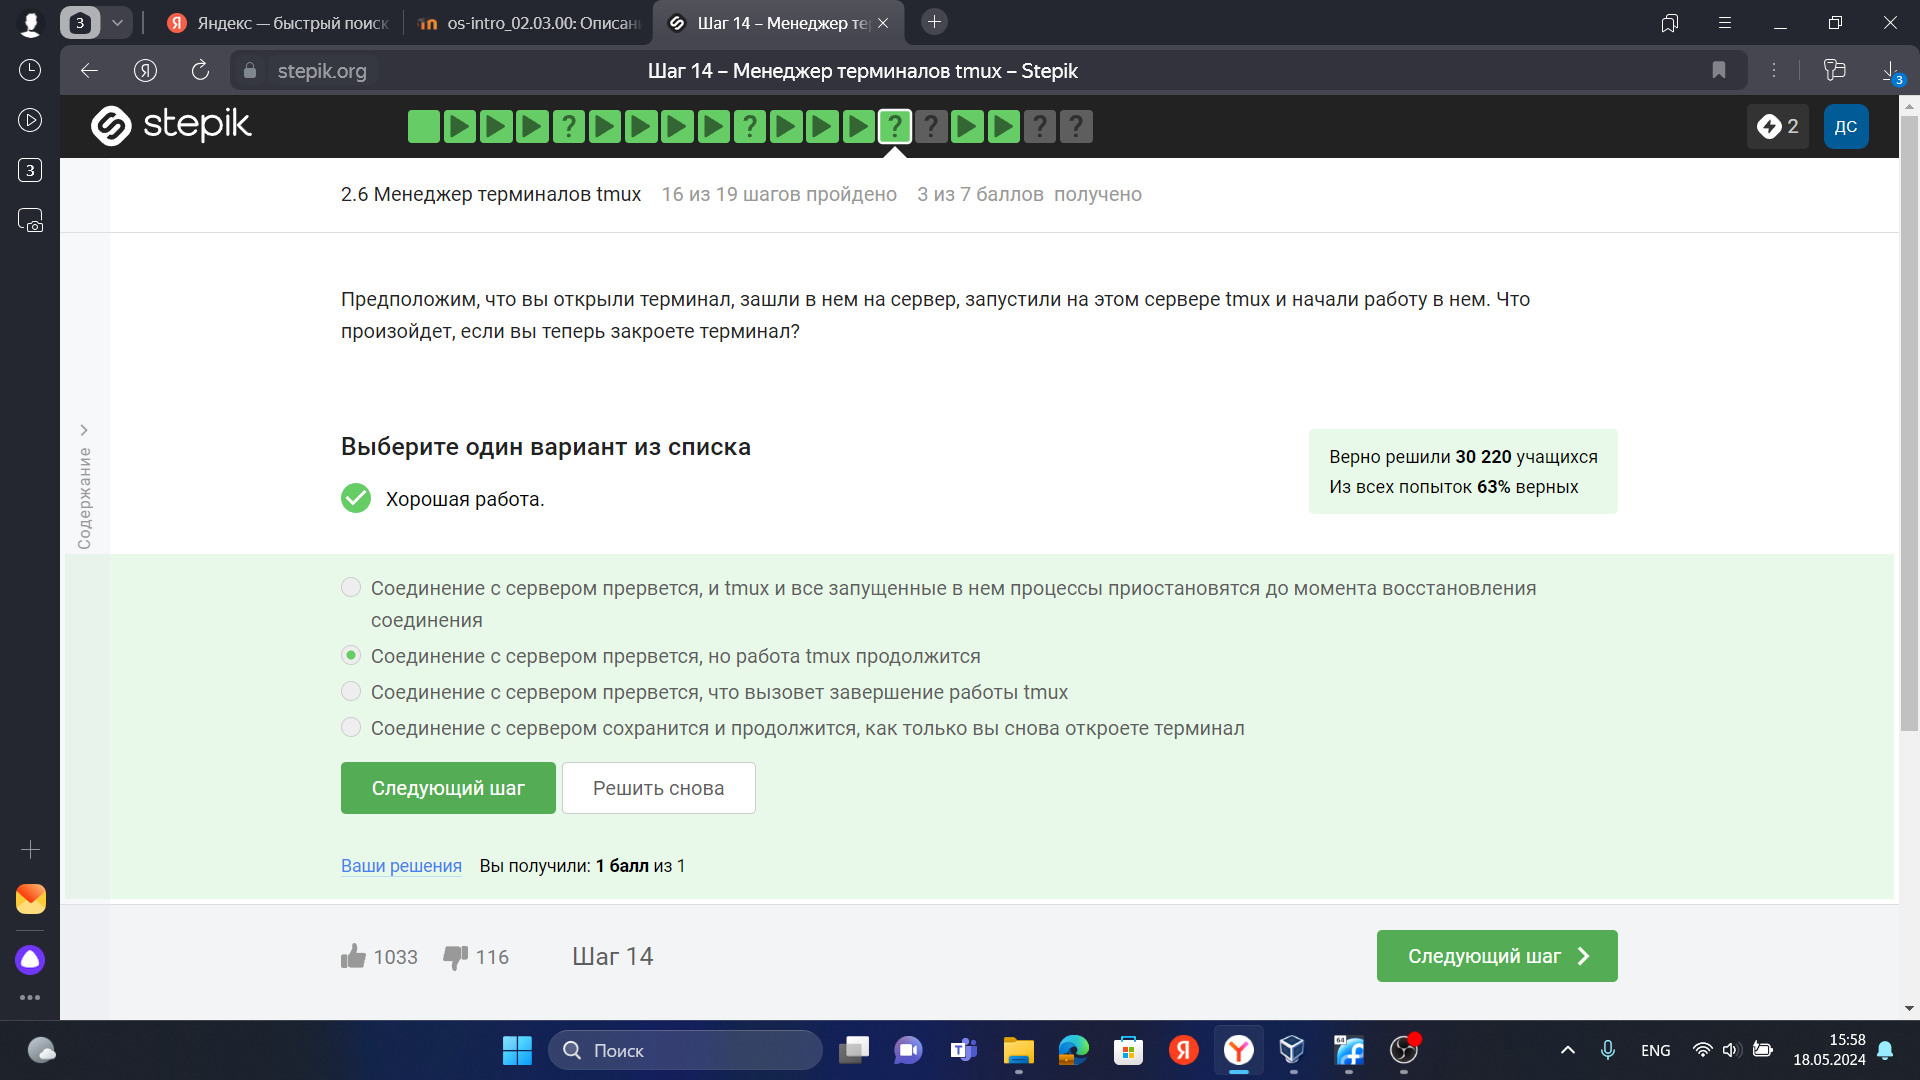 3
Яндекс — быстрый поиск
os-intro_02.03.00: Описан
Шаг 14 – Менеджер те
stepik.org
Шаг 14 – Менеджер терминалов tmux – Stepik
3
3
stepik
? ? ? ? ? ?
2
ДС
2.6 Менеджер терминалов tmux 16 из 19 шагов пройдено 3 из 7 баллов получено
Предположим, что вы открыли терминал, зашли в нем на сервер, запустили на этом сервере tmux и начали работу в нем. Что
произойдет, если вы теперь закроете терминал?
Содержание
Выберите один вариант из списка
Хорошая работа.
Верно решили 30 220 учащихся
Из всех попыток 63% верных
Соединение с сервером прервется, и tmux и все запущенные в нем процессы приостановятся до момента восстановления
соединения
Соединение с сервером прервется, но работа tmux продолжится
Соединение с сервером прервется, что вызовет завершение работы tmux
Соединение с сервером сохранится и продолжится, как только вы снова откроете терминал
Следующий шаг
Решить снова
Ваши решения Вы получили: 1 балл из 1
1033 116 Шаг 14
Следующий шаг
Поиск
ENG
15:58
18.05.2024